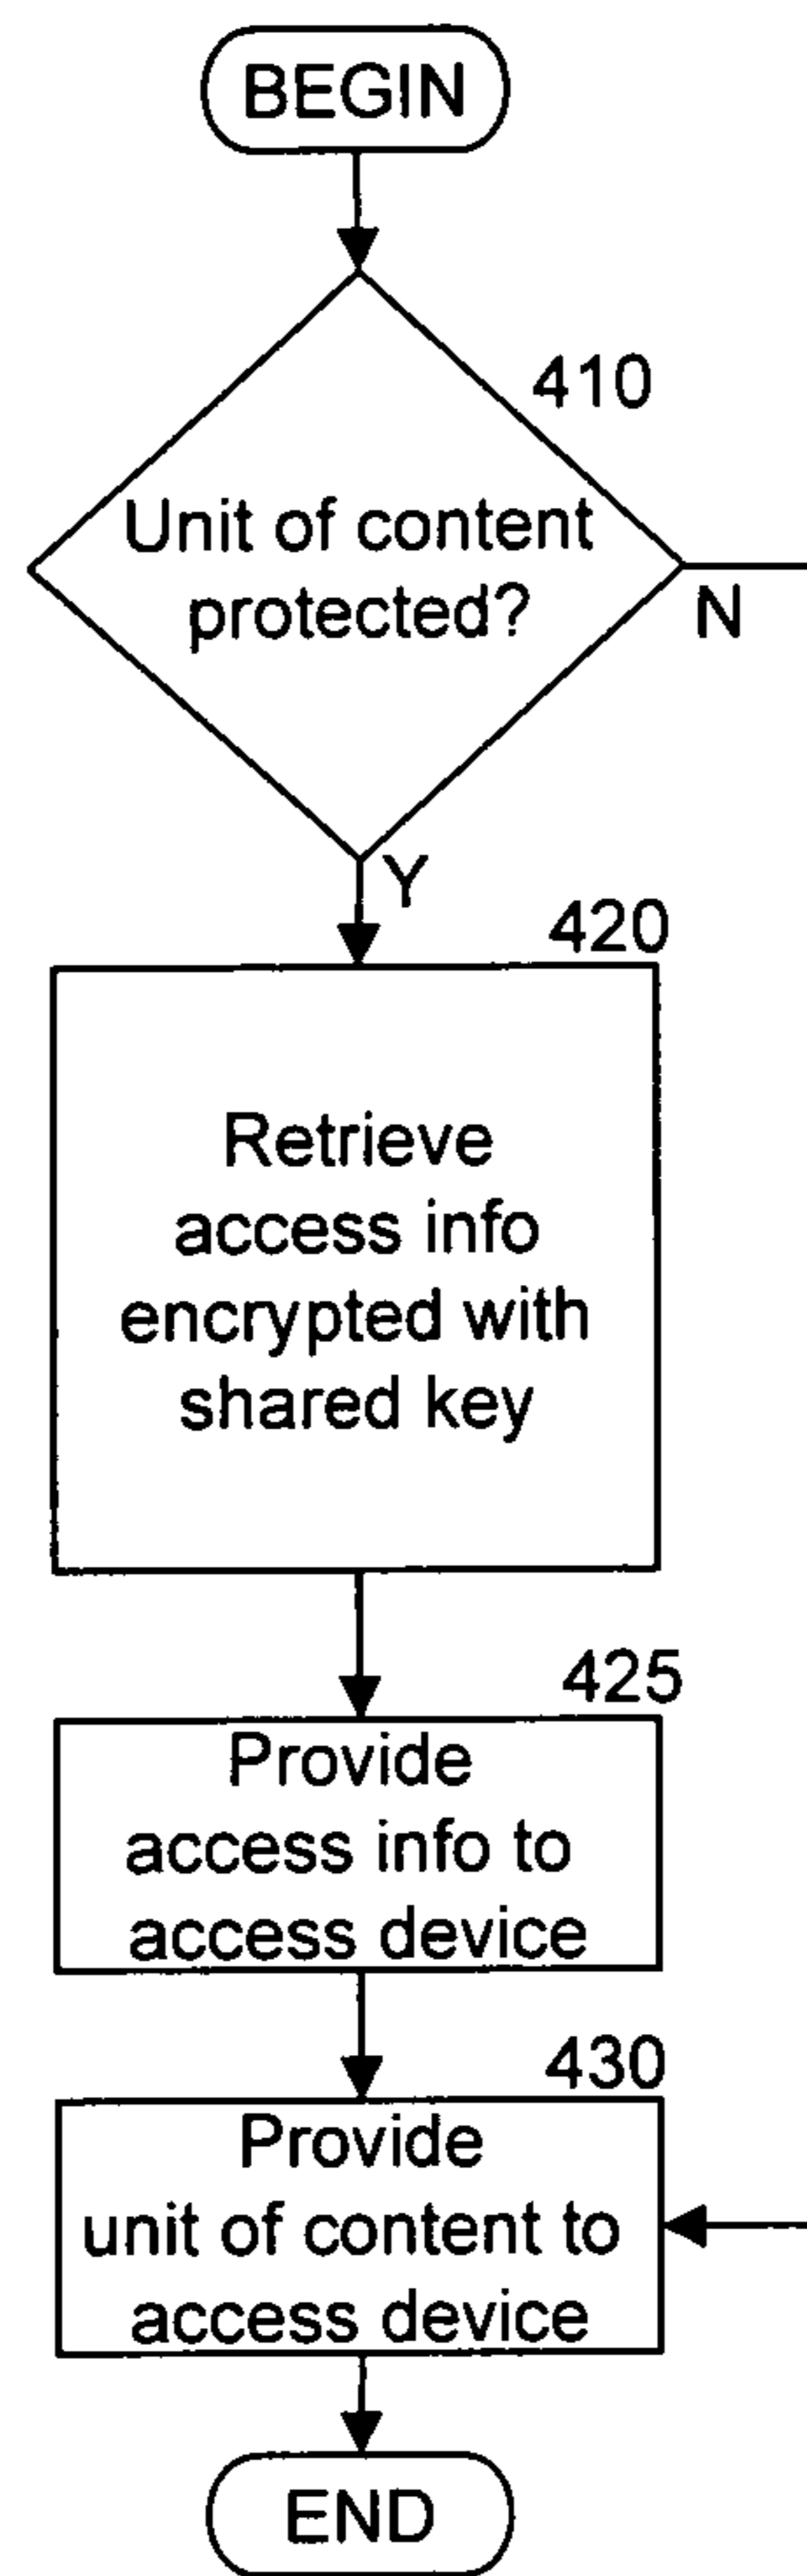 BEGIN
410
Unit of content
protected?
N
Y
420
Retrieve
access info
encrypted with
shared key
425
Provide
access info to
access device
430
Provide
unit of content to
access device
END